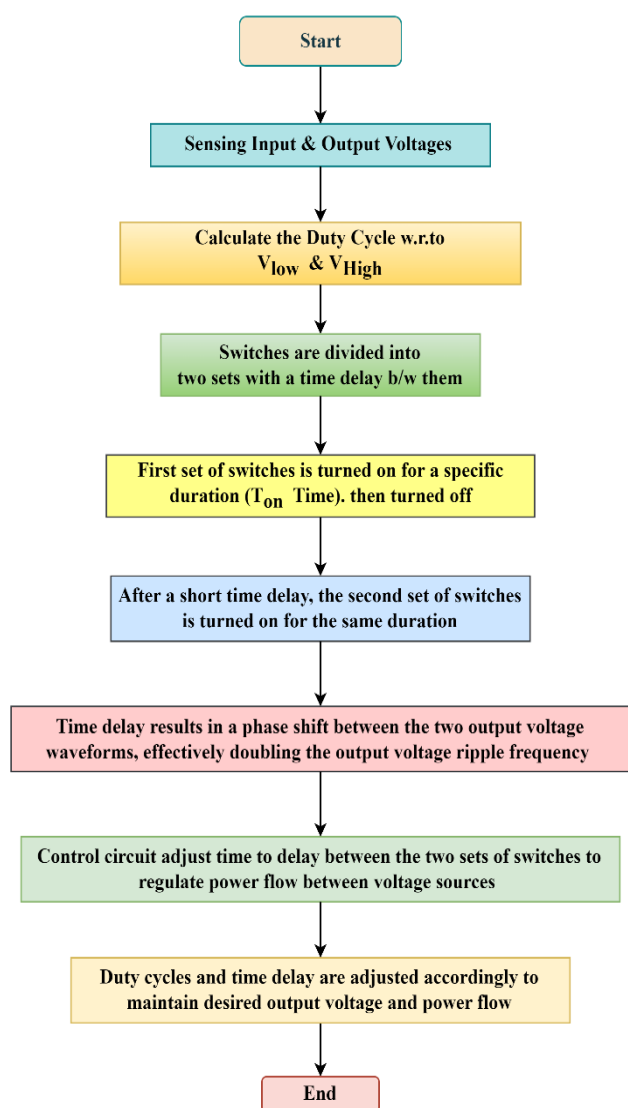 Start
Sensing Input & Output Voltages
Calculate the Duty Cycle w.r.to
Vlow & VHigh
Switches are divided into
two sets with a time delay b/w them
First set of switches is turned on for a specific
duration (Ton Time). then turned off
After a short time delay, the second set of switches
is turned on for the same duration
Time delay results in a phase shift between the two output voltage
waveforms, effectively doubling the output voltage ripple frequency
Control circuit adjust time to delay between the two sets of switches to
regulate power flow between voltage sources
Duty cycles and time delay are adjusted accordingly to
maintain desired output voltage and power flow
End